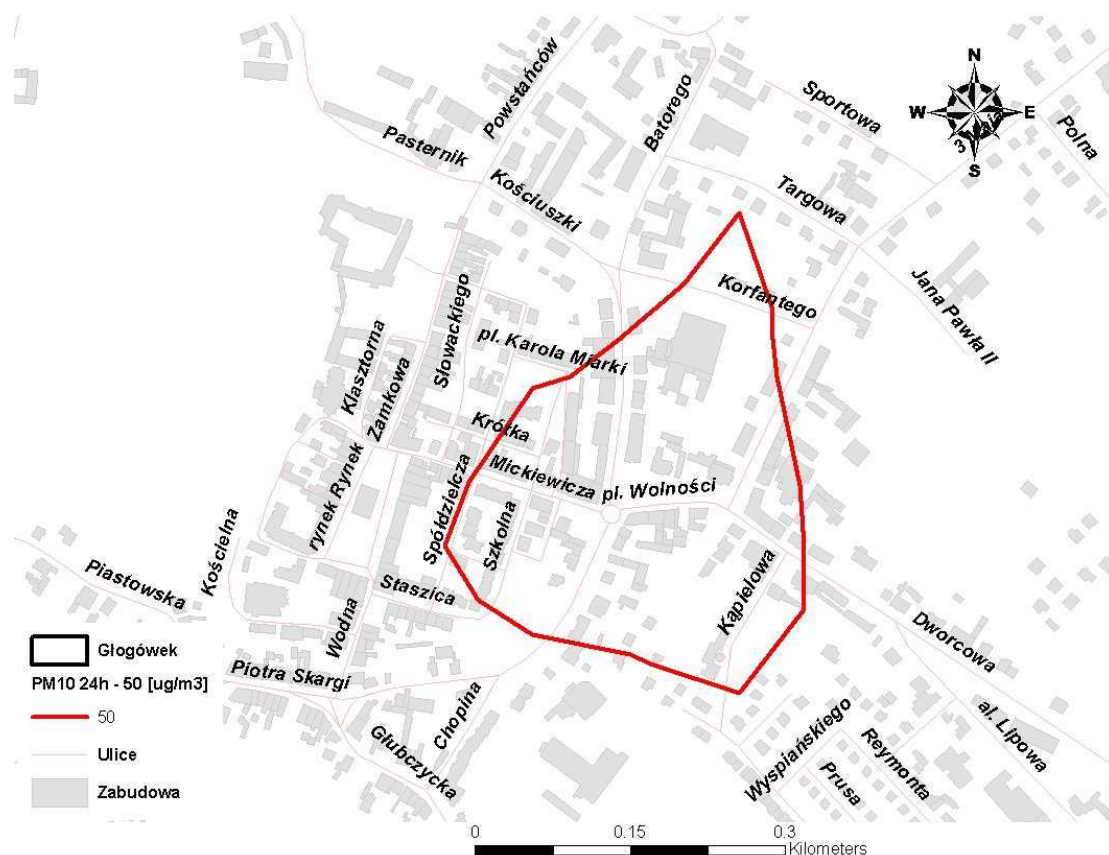 N
W
E
S
3 Maja
Polna
Sportowa
Powstańców
Batorego
Pasternik
Kościuszki
Targowa
Jana Pawła II
Korfantego
Słowackiego
pl. Karola Miarki
Klasztorna
Zamkowa
Krótka
Mickiewicza
pl. Wolności
rynek Rynek
Spółdzielcza
Szkolna
Kościelna
Piastowska
Staszica
Wodna
Kąpielowa
Dworcowa
al. Lipowa
Piotra Skargi
Chopina
Głubczycka
Wyspiańskiego
Reymonta
Prusa
Głogówek
PM10 24h - 50 [ug/m3]
50
Ulice
Zabudowa
0
0.15
0.3
Kilometers